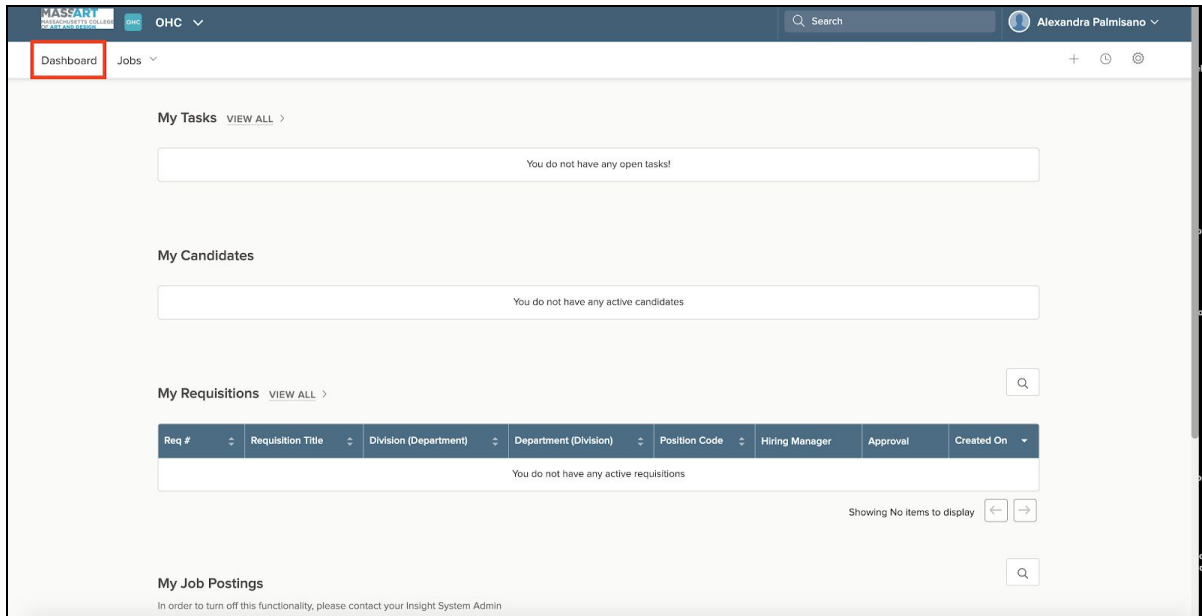 MASSART
MASSACHUSETTS COLLEGE
OF ART AND DESIGN
OHC
OHC
Search
Alexandra Palmisano
Dashboard
Jobs
My Tasks VIEW ALL >
You do not have any open tasks!
My Candidates
You do not have any active candidates
My Requisitions VIEW ALL >
Req # Requisition Title Division (Department) Department (Division) Position Code Hiring Manager Approval Created On
You do not have any active requisitions
Showing No items to display
My Job Postings
In order to turn off this functionality, please contact your Insight System Admin